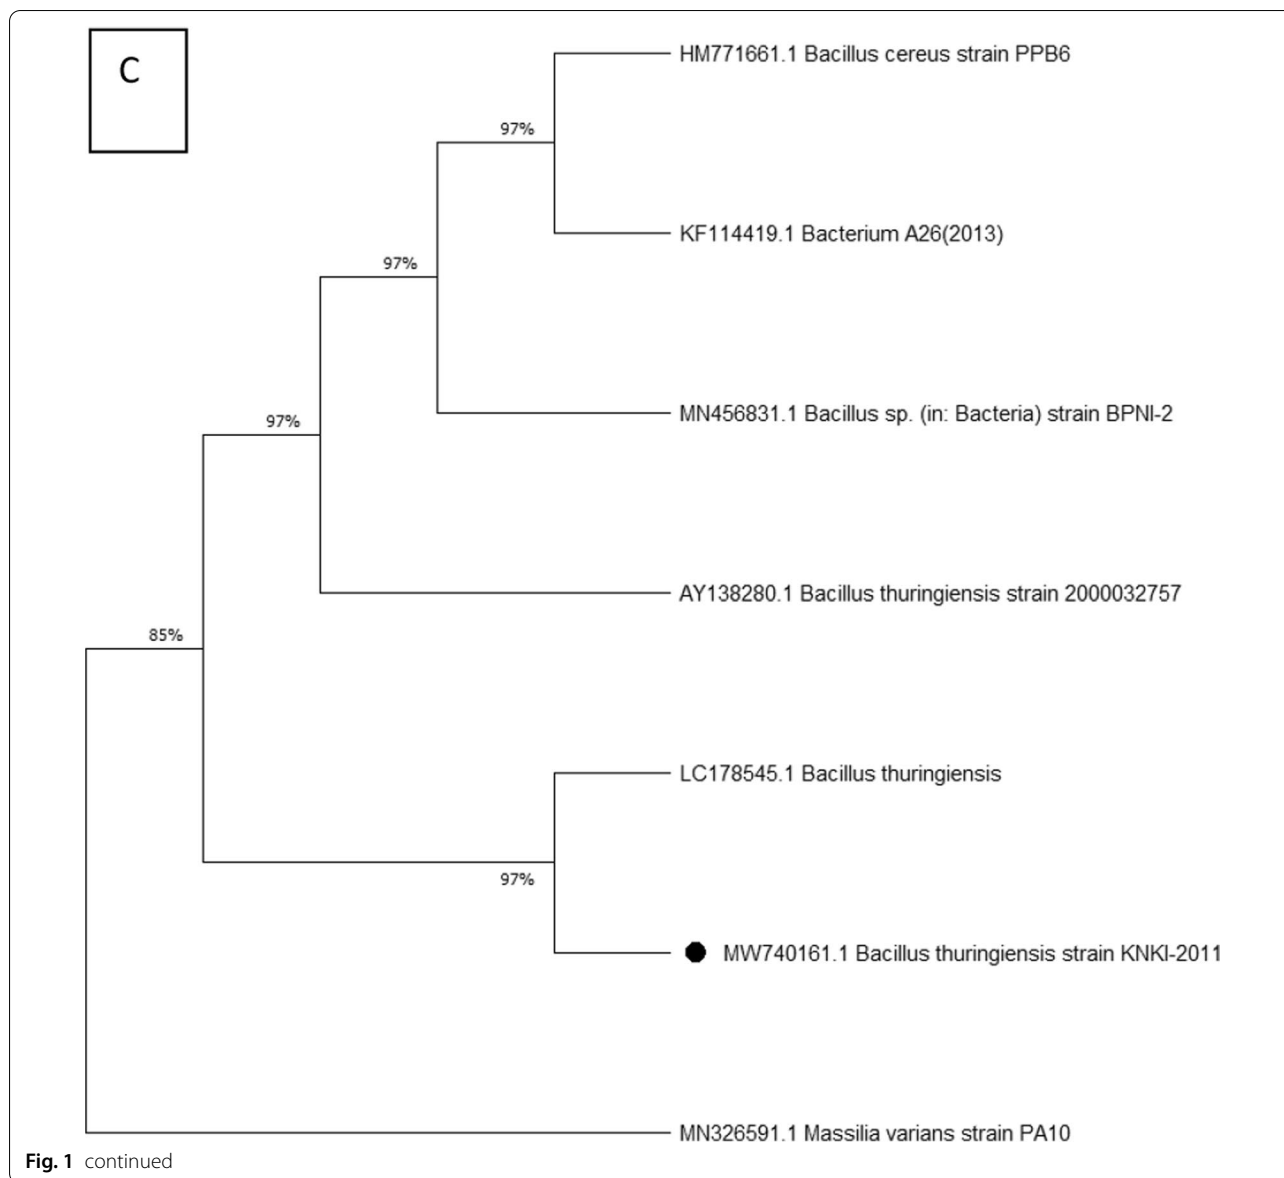 C
HM771661.1 Bacillus cereus strain PPB6
97%
KF114419.1 Bacterium A26(2013)
97%
MN456831.1 Bacillus sp. (in: Bacteria) strain BPNI-2
97%
AY138280.1 Bacillus thuringiensis strain 2000032757
85%
LC178545.1 Bacillus thuringiensis
97%
MW740161.1 Bacillus thuringiensis strain KNKI-2011
MN326591.1 Massilia varians strain PA10
Fig. 1 continued